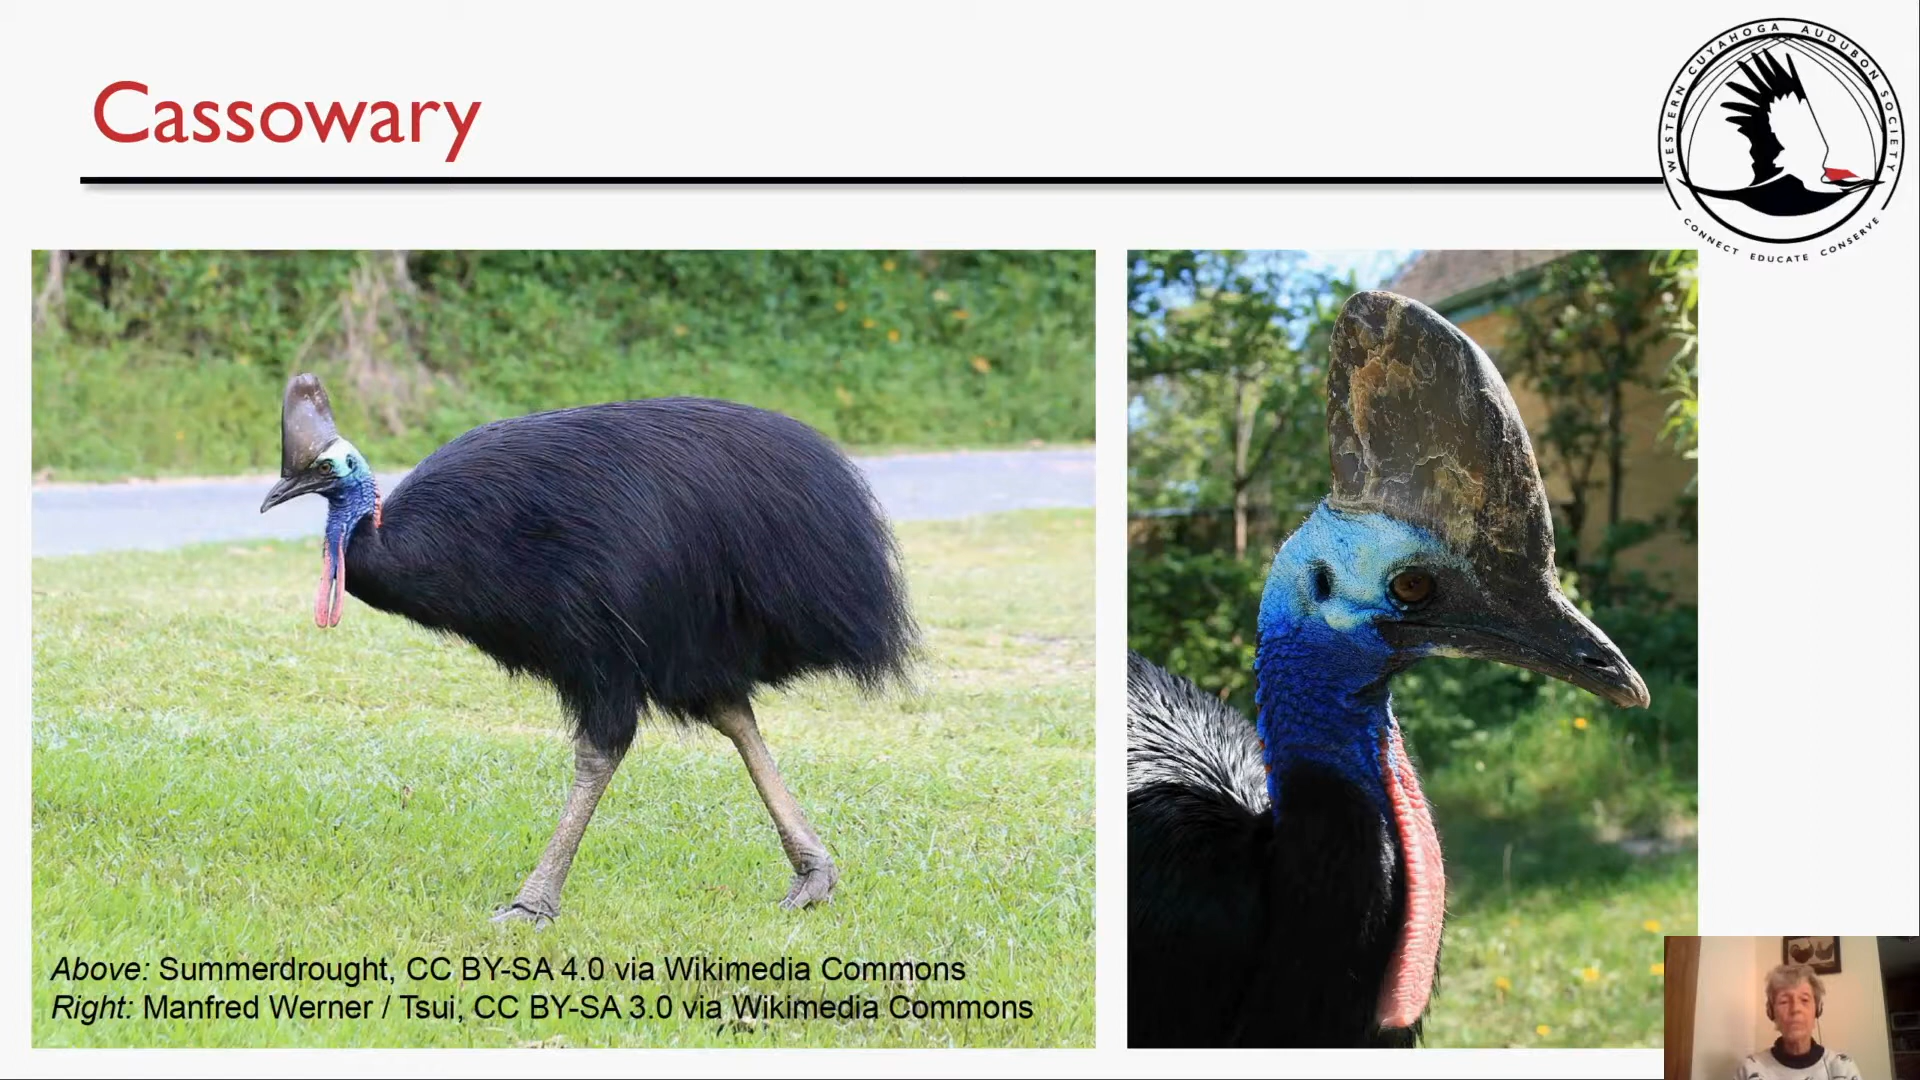 Cassowary
WESTERN CUYAHOGA AUDUBON SOCIETY
CONNECT EDUCATE CONSERVE
Above: Summerdrought, CC BY-SA 4.0 via Wikimedia Commons
Right: Manfred Werner / Tsui, CC BY-SA 3.0 via Wikimedia Commons